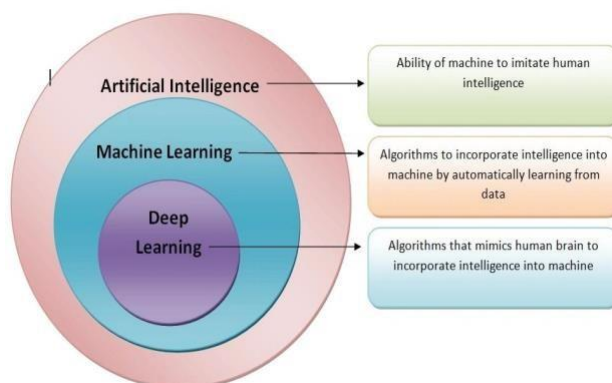 Artificial Intelligence
Ability of machine to imitate human
intelligence
Machine Learning
Algorithms to incorporate intelligence into
machine by automatically learning from
data
Deep
Learning
Algorithms that mimics human brain to
incorporate intelligence into machine